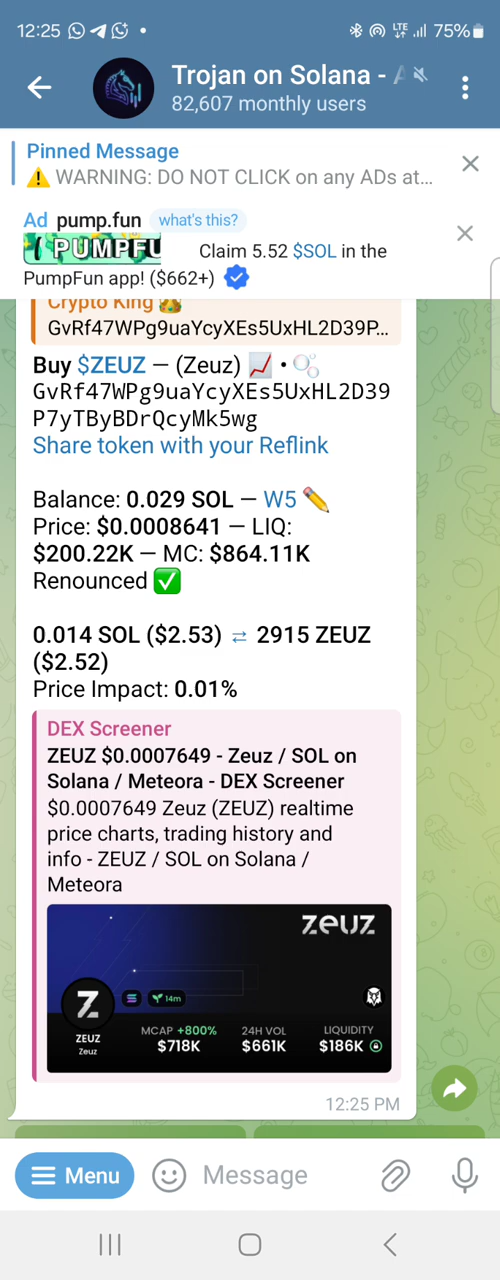 12:25
LTE
75%
Trojan on Solana - A
82,607 monthly users
Pinned Message
⚠️ WARNING: DO NOT CLICK on any ADs at...
Ad pump.fun what's this?
PUMPFU
Claim 5.52 $SOL in the
PumpFun app! ($662+)
Crypto King
GvRf47WPg9uaYcyXEs5UxHL2D39P...
Buy $ZEUZ — (Zeuz) 📈 • 🫧
GvRf47WPg9uaYcyXEs5UxHL2D39
P7yTByBDrQcyMk5wg
Share token with your Reflink
Balance: 0.029 SOL — W5 ✏️
Price: $0.0008641 — LIQ:
$200.22K — MC: $864.11K
Renounced ✅
0.014 SOL ($2.53) ⇄ 2915 ZEUZ
($2.52)
Price Impact: 0.01%
DEX Screener
ZEUZ $0.0007649 - Zeuz / SOL on
Solana / Meteora - DEX Screener
$0.0007649 Zeuz (ZEUZ) realtime
price charts, trading history and
info - ZEUZ / SOL on Solana /
Meteora
zeuz
Z
14m
ZEUZ
Zeuz
MCAP +800%
$718K
24H VOL
$661K
LIQUIDITY
$186K
12:25 PM
Menu
Message